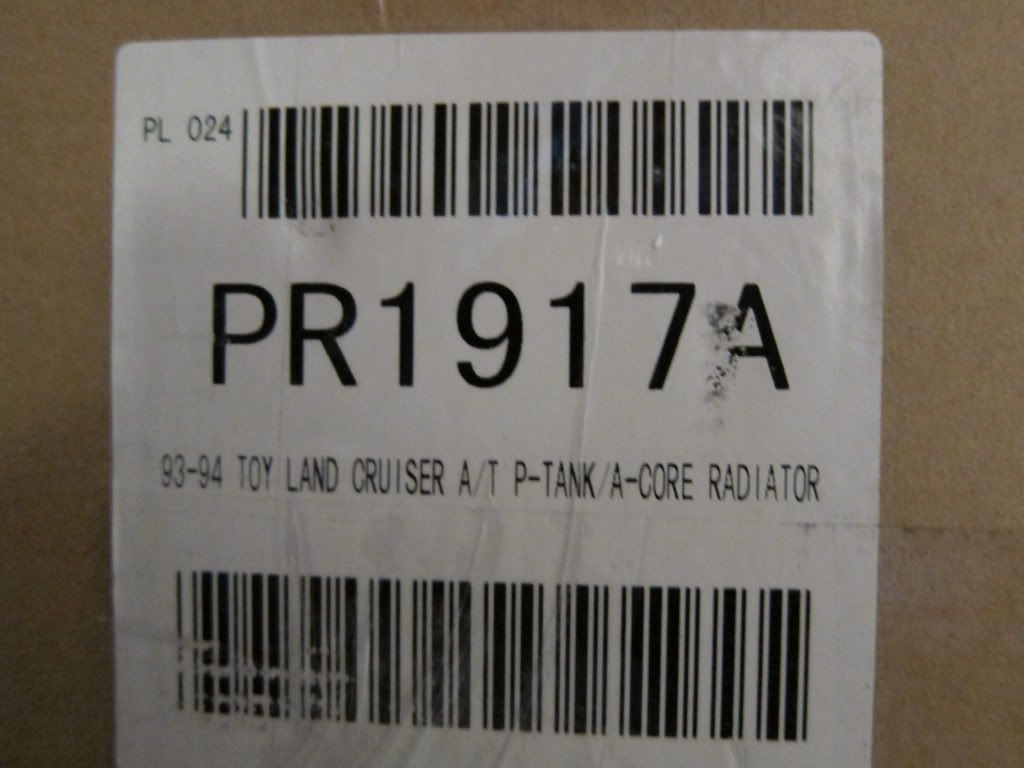 PL 024
PR1917A
93-94 TOY LAND CRUISER A/T P-TANK/A-CORE RADIATOR